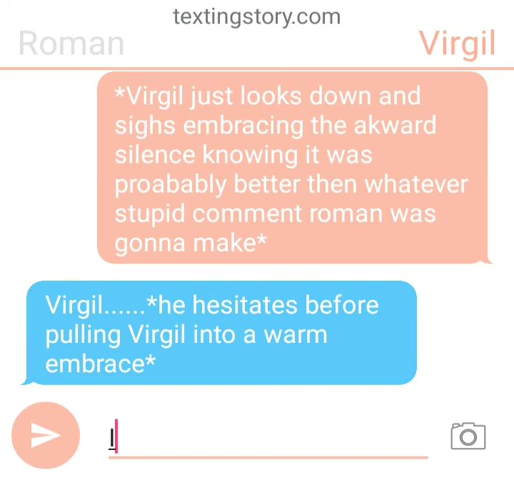 textingstory.com
Roman Virgil
*Virgil just looks down and
sighs embracing the akward
silence knowing it was
proabably better then whatever
stupid comment roman was
gonna make*
Virgil......*he hesitates before
pulling Virgil into a warm
embrace*
I